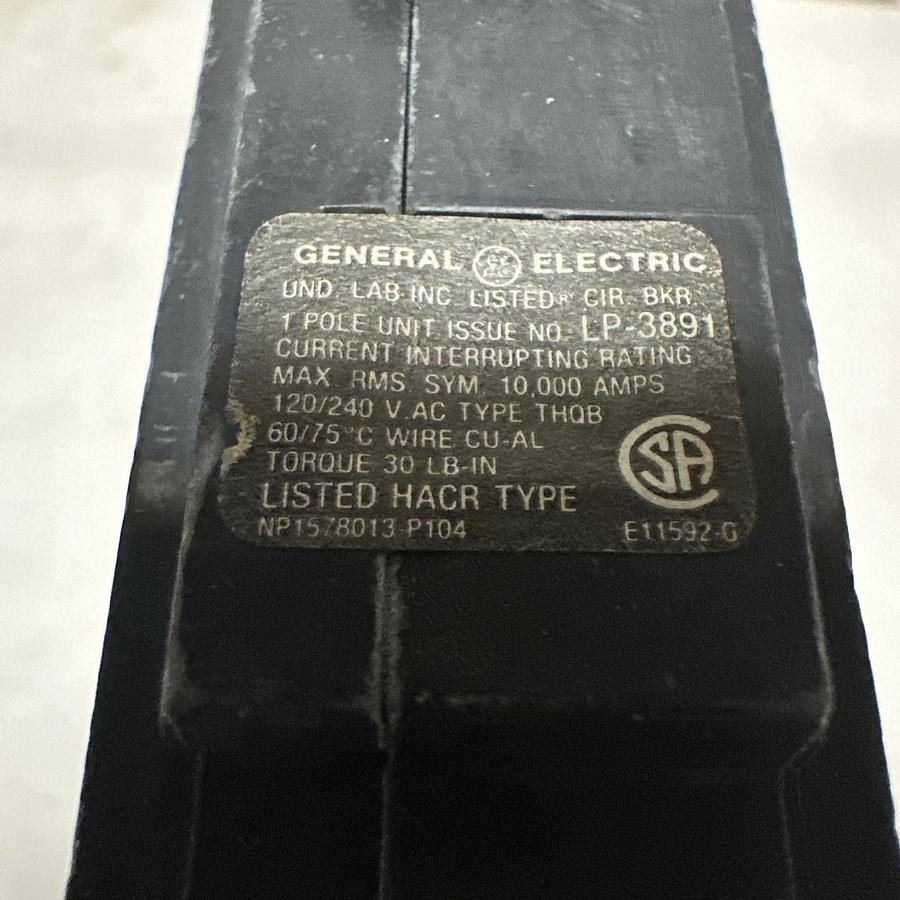 GENERAL GE ELECTRIC
UND. LAB INC LISTED® CIR. BKR.
1 POLE UNIT ISSUE NO. LP-3891
CURRENT INTERRUPTING RATING
MAX. RMS. SYM. 10,000 AMPS
120/240 V.AC TYPE THQB
60/75°C WIRE CU-AL
TORQUE 30 LB-IN
LISTED HACR TYPE
NP1578013-P104
SA
E11592-G